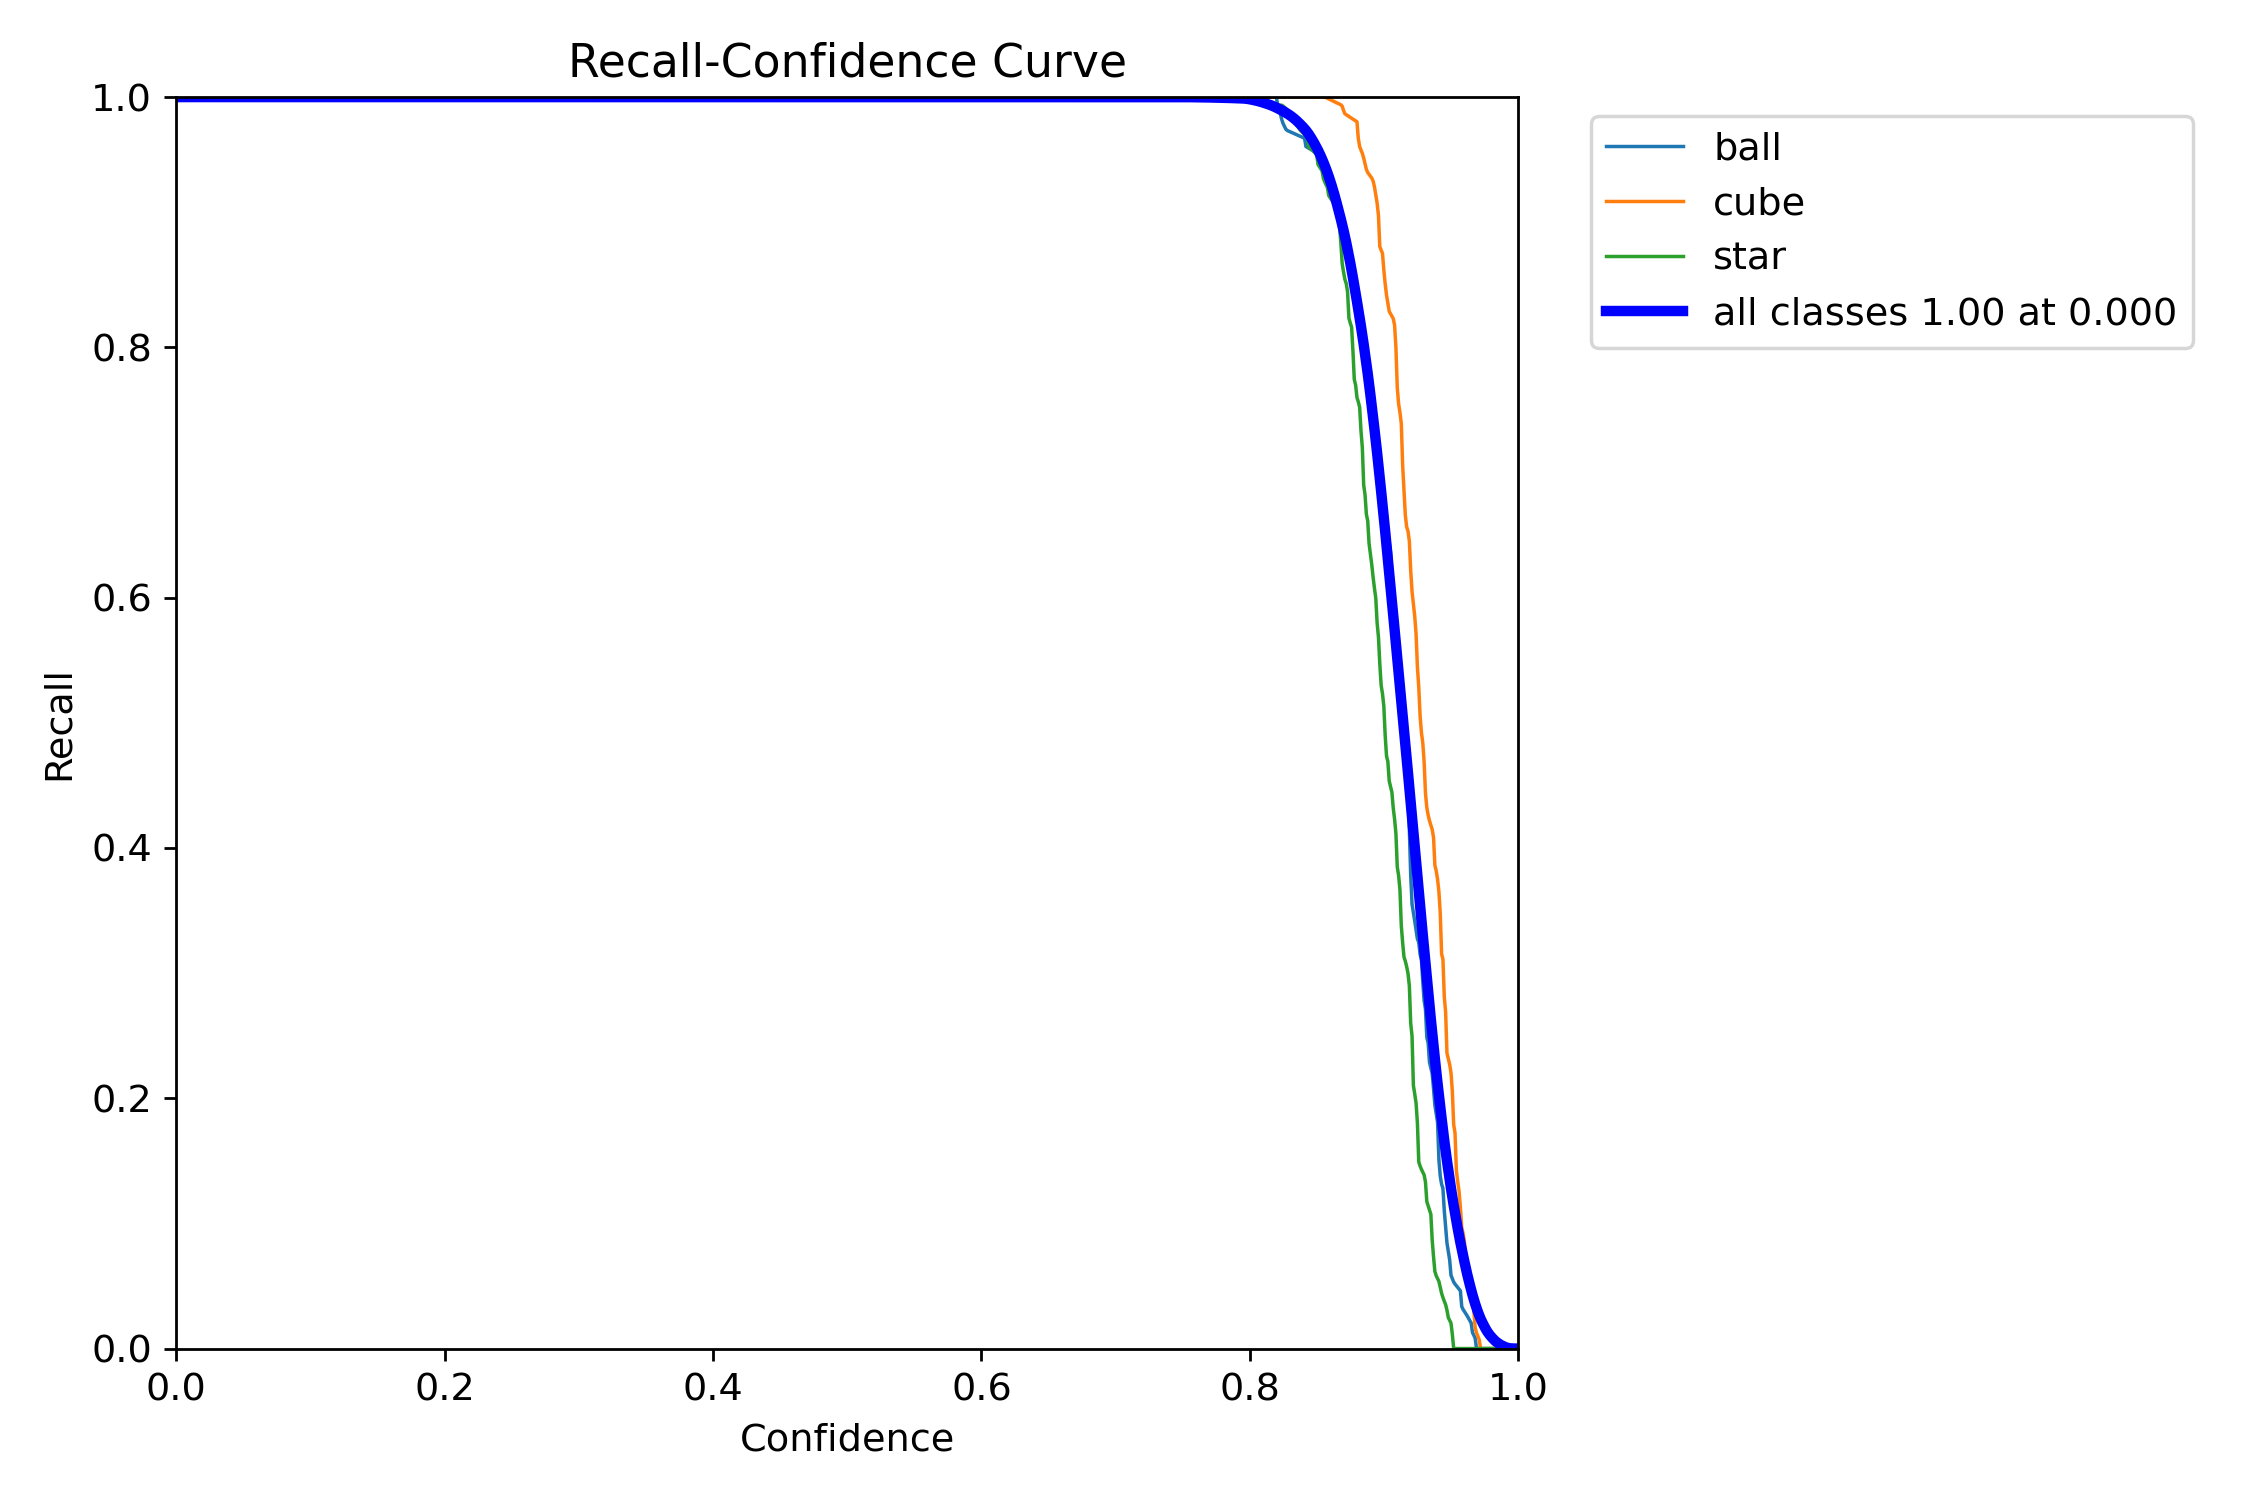 Recall-Confidence Curve
1.0
0.8
0.6
0.4
0.2
0.0
Recall
0.0 0.2 0.4 0.6 0.8 1.0
Confidence
ball
cube
star
all classes 1.00 at 0.000